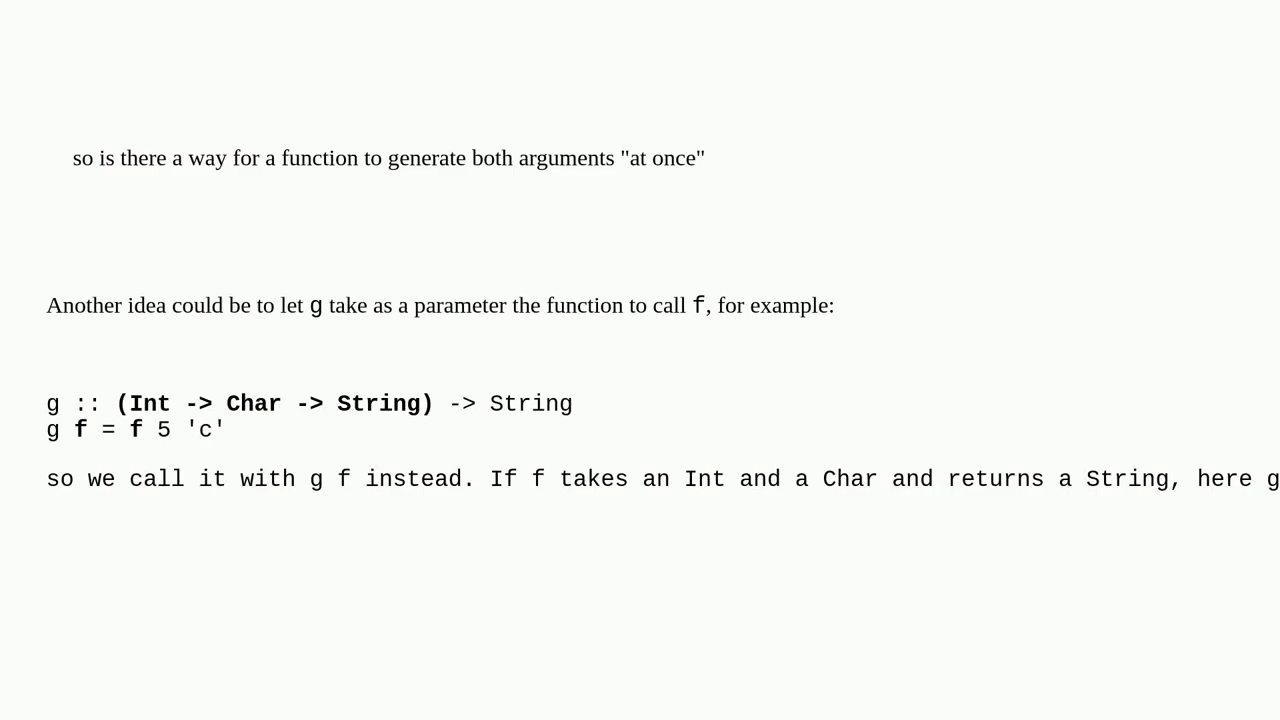 so is there a way for a function to generate both arguments "at once"
Another idea could be to let g take as a parameter the function to call f, for example:
g :: (Int -> Char -> String) -> String
g f = f 5 'c'
so we call it with g f instead. If f takes an Int and a Char and returns a String, here g